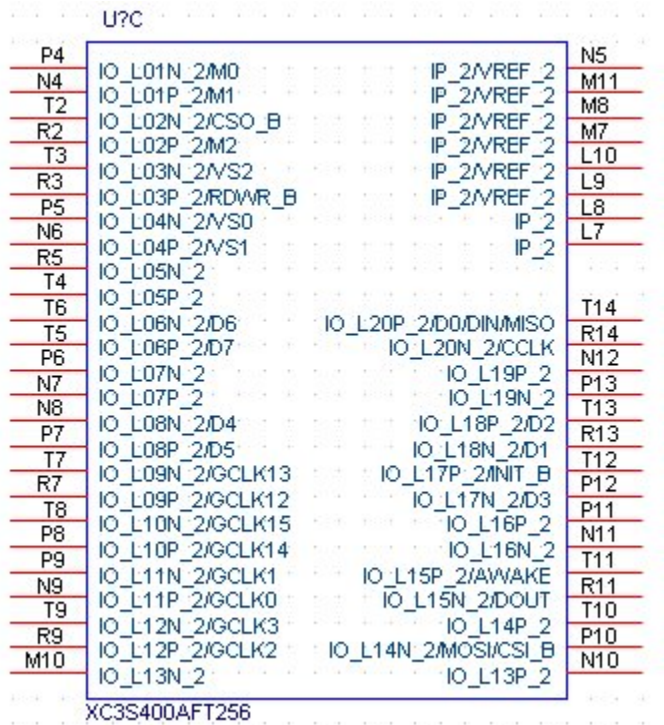 U?C
P4 IO_L01N_2/M0 IP_2/VREF_2 N5
N4 IO_L01P_2/M1 IP_2/VREF_2 M11
T2 IO_L02N_2/CSO_B IP_2/VREF_2 M8
R2 IO_L02P_2/M2 IP_2/VREF_2 M7
T3 IO_L03N_2/VS2 IP_2/VREF_2 L10
R3 IO_L03P_2/RDWR_B IP_2/VREF_2 L9
P5 IO_L04N_2/VS0 IP_2 L8
N6 IO_L04P_2/VS1 IP_2 L7
R5 IO_L05N_2
T4 IO_L05P_2
T6 IO_L06N_2/D6 IO_L20P_2/D0/DIN/MISO T14
T5 IO_L06P_2/D7 IO_L20N_2/CCLK R14
P6 IO_L07N_2 IO_L19P_2 N12
N7 IO_L07P_2 IO_L19N_2 P13
N8 IO_L08N_2/D4 IO_L18P_2/D2 T13
P7 IO_L08P_2/D5 IO_L18N_2/D1 R13
T7 IO_L09N_2/GCLK13 IO_L17P_2/INIT_B T12
R7 IO_L09P_2/GCLK12 IO_L17N_2/D3 P12
T8 IO_L10N_2/GCLK15 IO_L16P_2 P11
P8 IO_L10P_2/GCLK14 IO_L16N_2 N11
P9 IO_L11N_2/GCLK1 IO_L15P_2/AWAKE T11
N9 IO_L11P_2/GCLK0 IO_L15N_2/DOUT R11
T9 IO_L12N_2/GCLK3 IO_L14P_2 T10
R9 IO_L12P_2/GCLK2 IO_L14N_2/MOSI/CSI_B P10
M10 IO_L13N_2 IO_L13P_2 N10
XC3S400AFT256